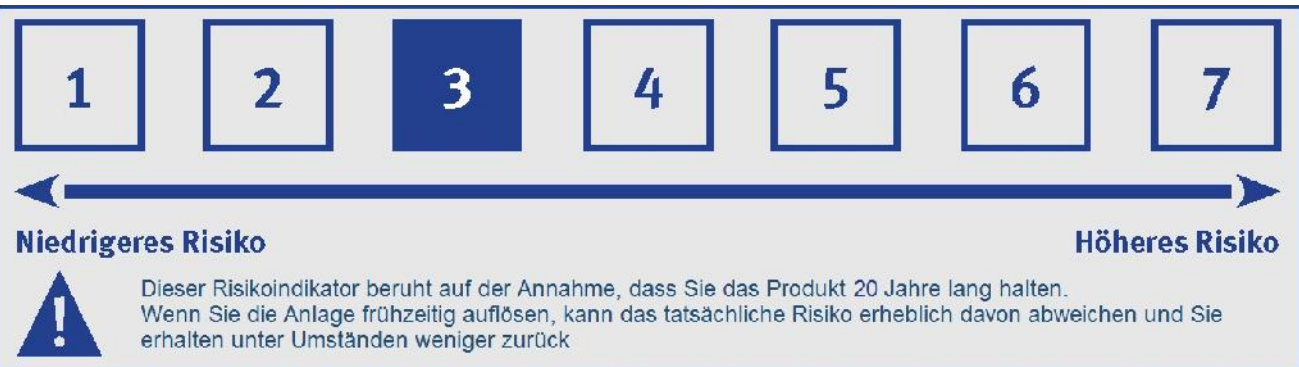 1 2 3 4 5 6 7
Niedrigeres Risiko Höheres Risiko
Dieser Risikoindikator beruht auf der Annahme, dass Sie das Produkt 20 Jahre lang halten.
Wenn Sie die Anlage frühzeitig auflösen, kann das tatsächliche Risiko erheblich davon abweichen und Sie
erhalten unter Umständen weniger zurück